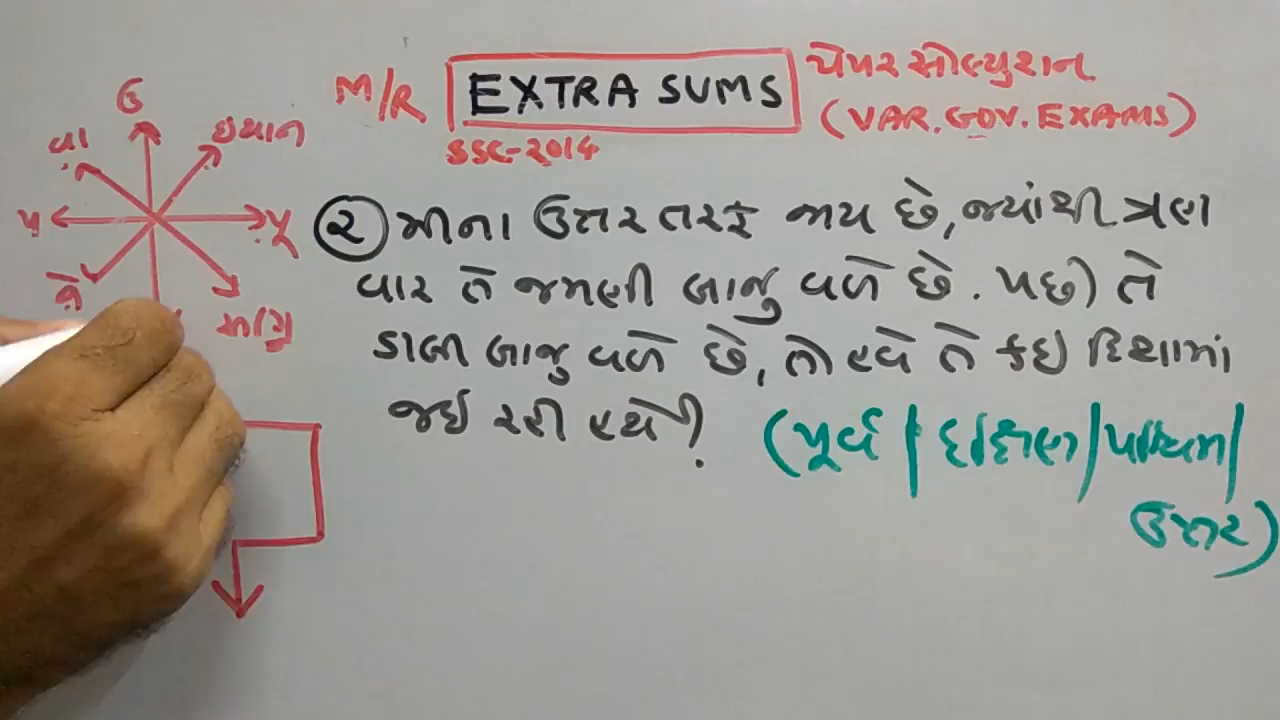 M/R EXTRA SUMS પેપર સોલ્યુશન
(VAR. GOV. EXAMS)
SSC-2014
ઉ
વા
ઇશાન
પ
પૂ
નૈ
અગ્નિ
૨ મીના ઉત્તર તરફ જાય છે, જ્યાંથી ત્રણ
વાર તે જમણી બાજુ વળે છે. પછી તે
ડાબી બાજુ વળે છે, તો હવે તે કઇ દિશામાં
જઈ રહી હશે?
(પૂર્વ / દક્ષિણ / પશ્ચિમ /
ઉત્તર)